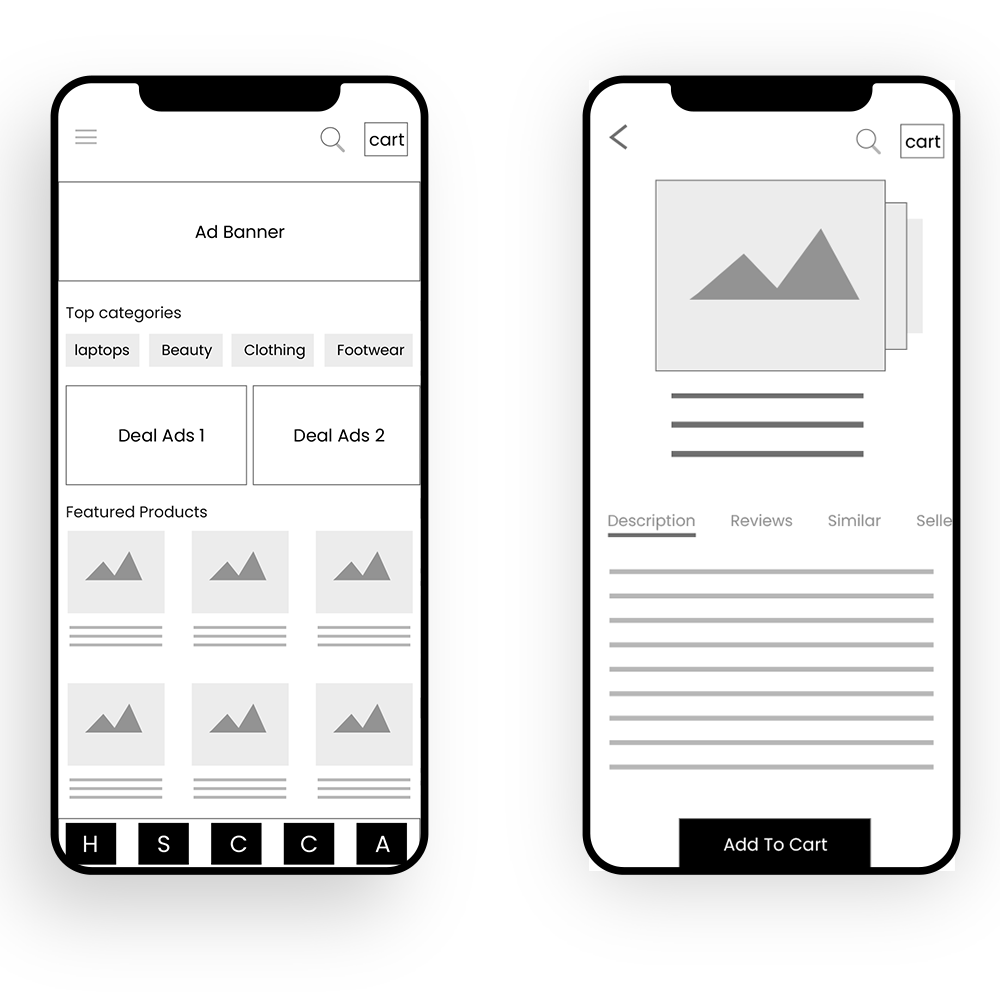 cart
Ad Banner
Top categories
laptops Beauty Clothing Footwear
Deal Ads 1 Deal Ads 2
Featured Products
H S C C A
cart
Description Reviews Similar Selle
Add To Cart